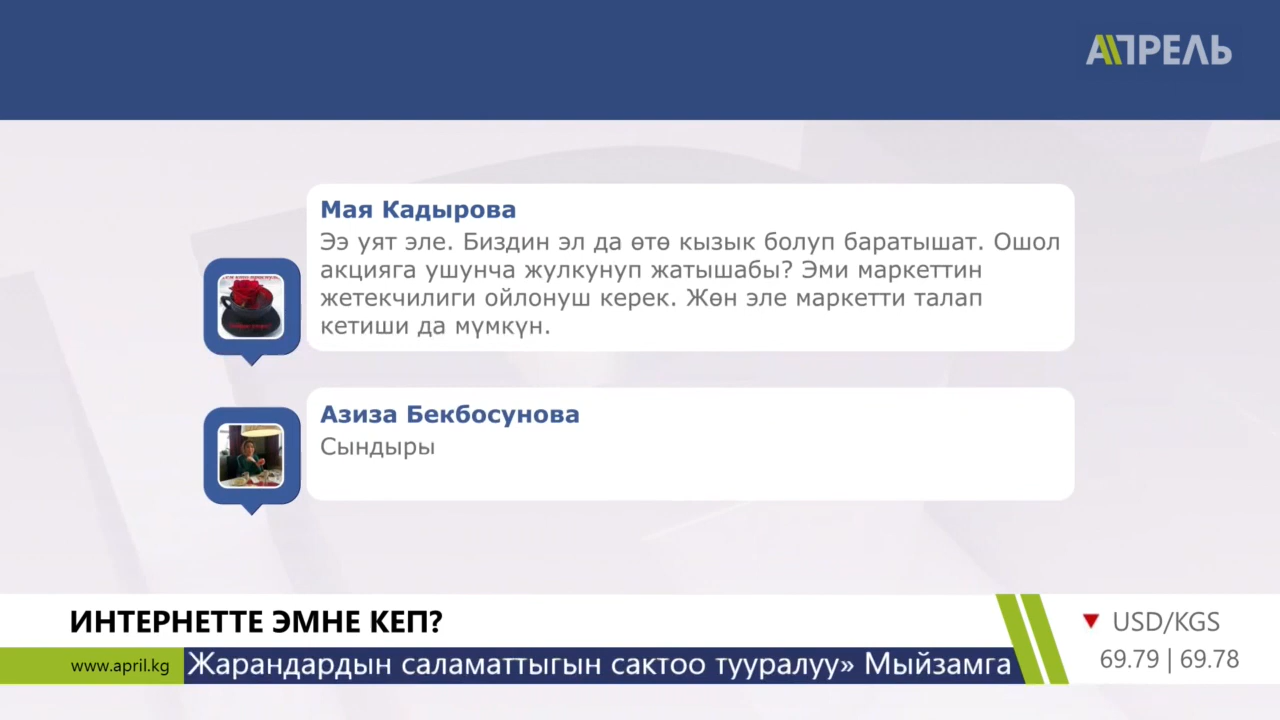 АПРЕЛЬ
Мая Кадырова
Ээ уят эле. Биздин эл да өтө кызык болуп баратышат. Ошол
акцияга ушунча жулкунуп жатышабы? Эми маркеттин
жетекчилиги ойлонуш керек. Жөн эле маркетти талап
кетиши да мүмкүн.
Азиза Бекбосунова
Сындыры
ИНТЕРНЕТТЕ ЭМНЕ КЕП?
USD/KGS
69.79 | 69.78
www.april.kg
Жарандардын саламаттыгын сактоо тууралуу» Мыйзамга